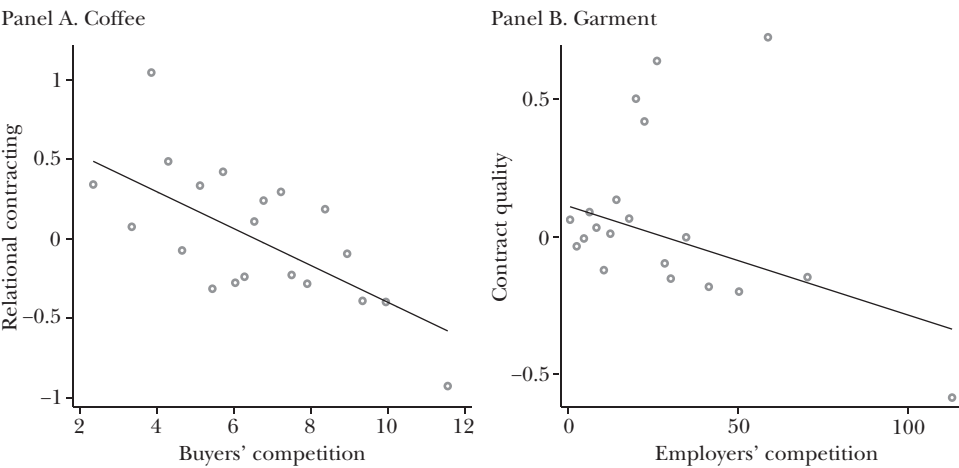 Panel A. Coffee
Relational contracting
1
0.5
0
−0.5
−1
2 4 6 8 10 12
Buyers’ competition
Panel B. Garment
Contract quality
0.5
0
−0.5
0 50 100
Employers’ competition